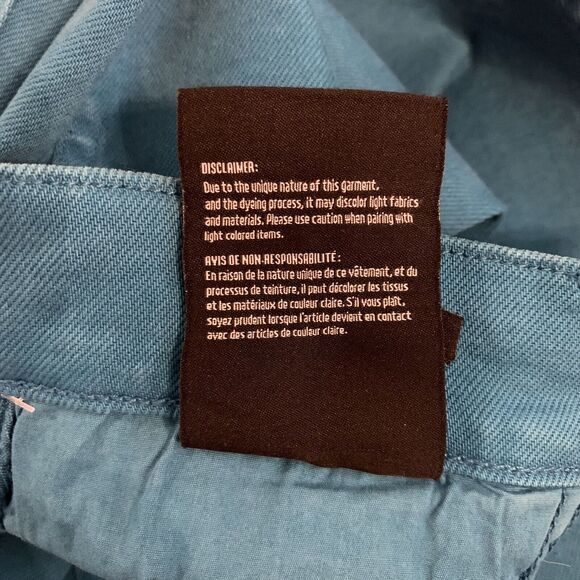 DISCLAIMER:
Due to the unique nature of this garment,
and the dyeing process, it may discolor light fabrics
and materials. Please use caution when pairing with
light colored items.
AVIS DE NON-RESPONSABILITÉ:
En raison de la nature unique de ce vêtement, et du
processus de teinture, il peut décolorer les tissus
et les matériaux de couleur claire. S'il vous plaît,
soyez prudent lorsque l'article devient en contact
avec des articles de couleur claire.